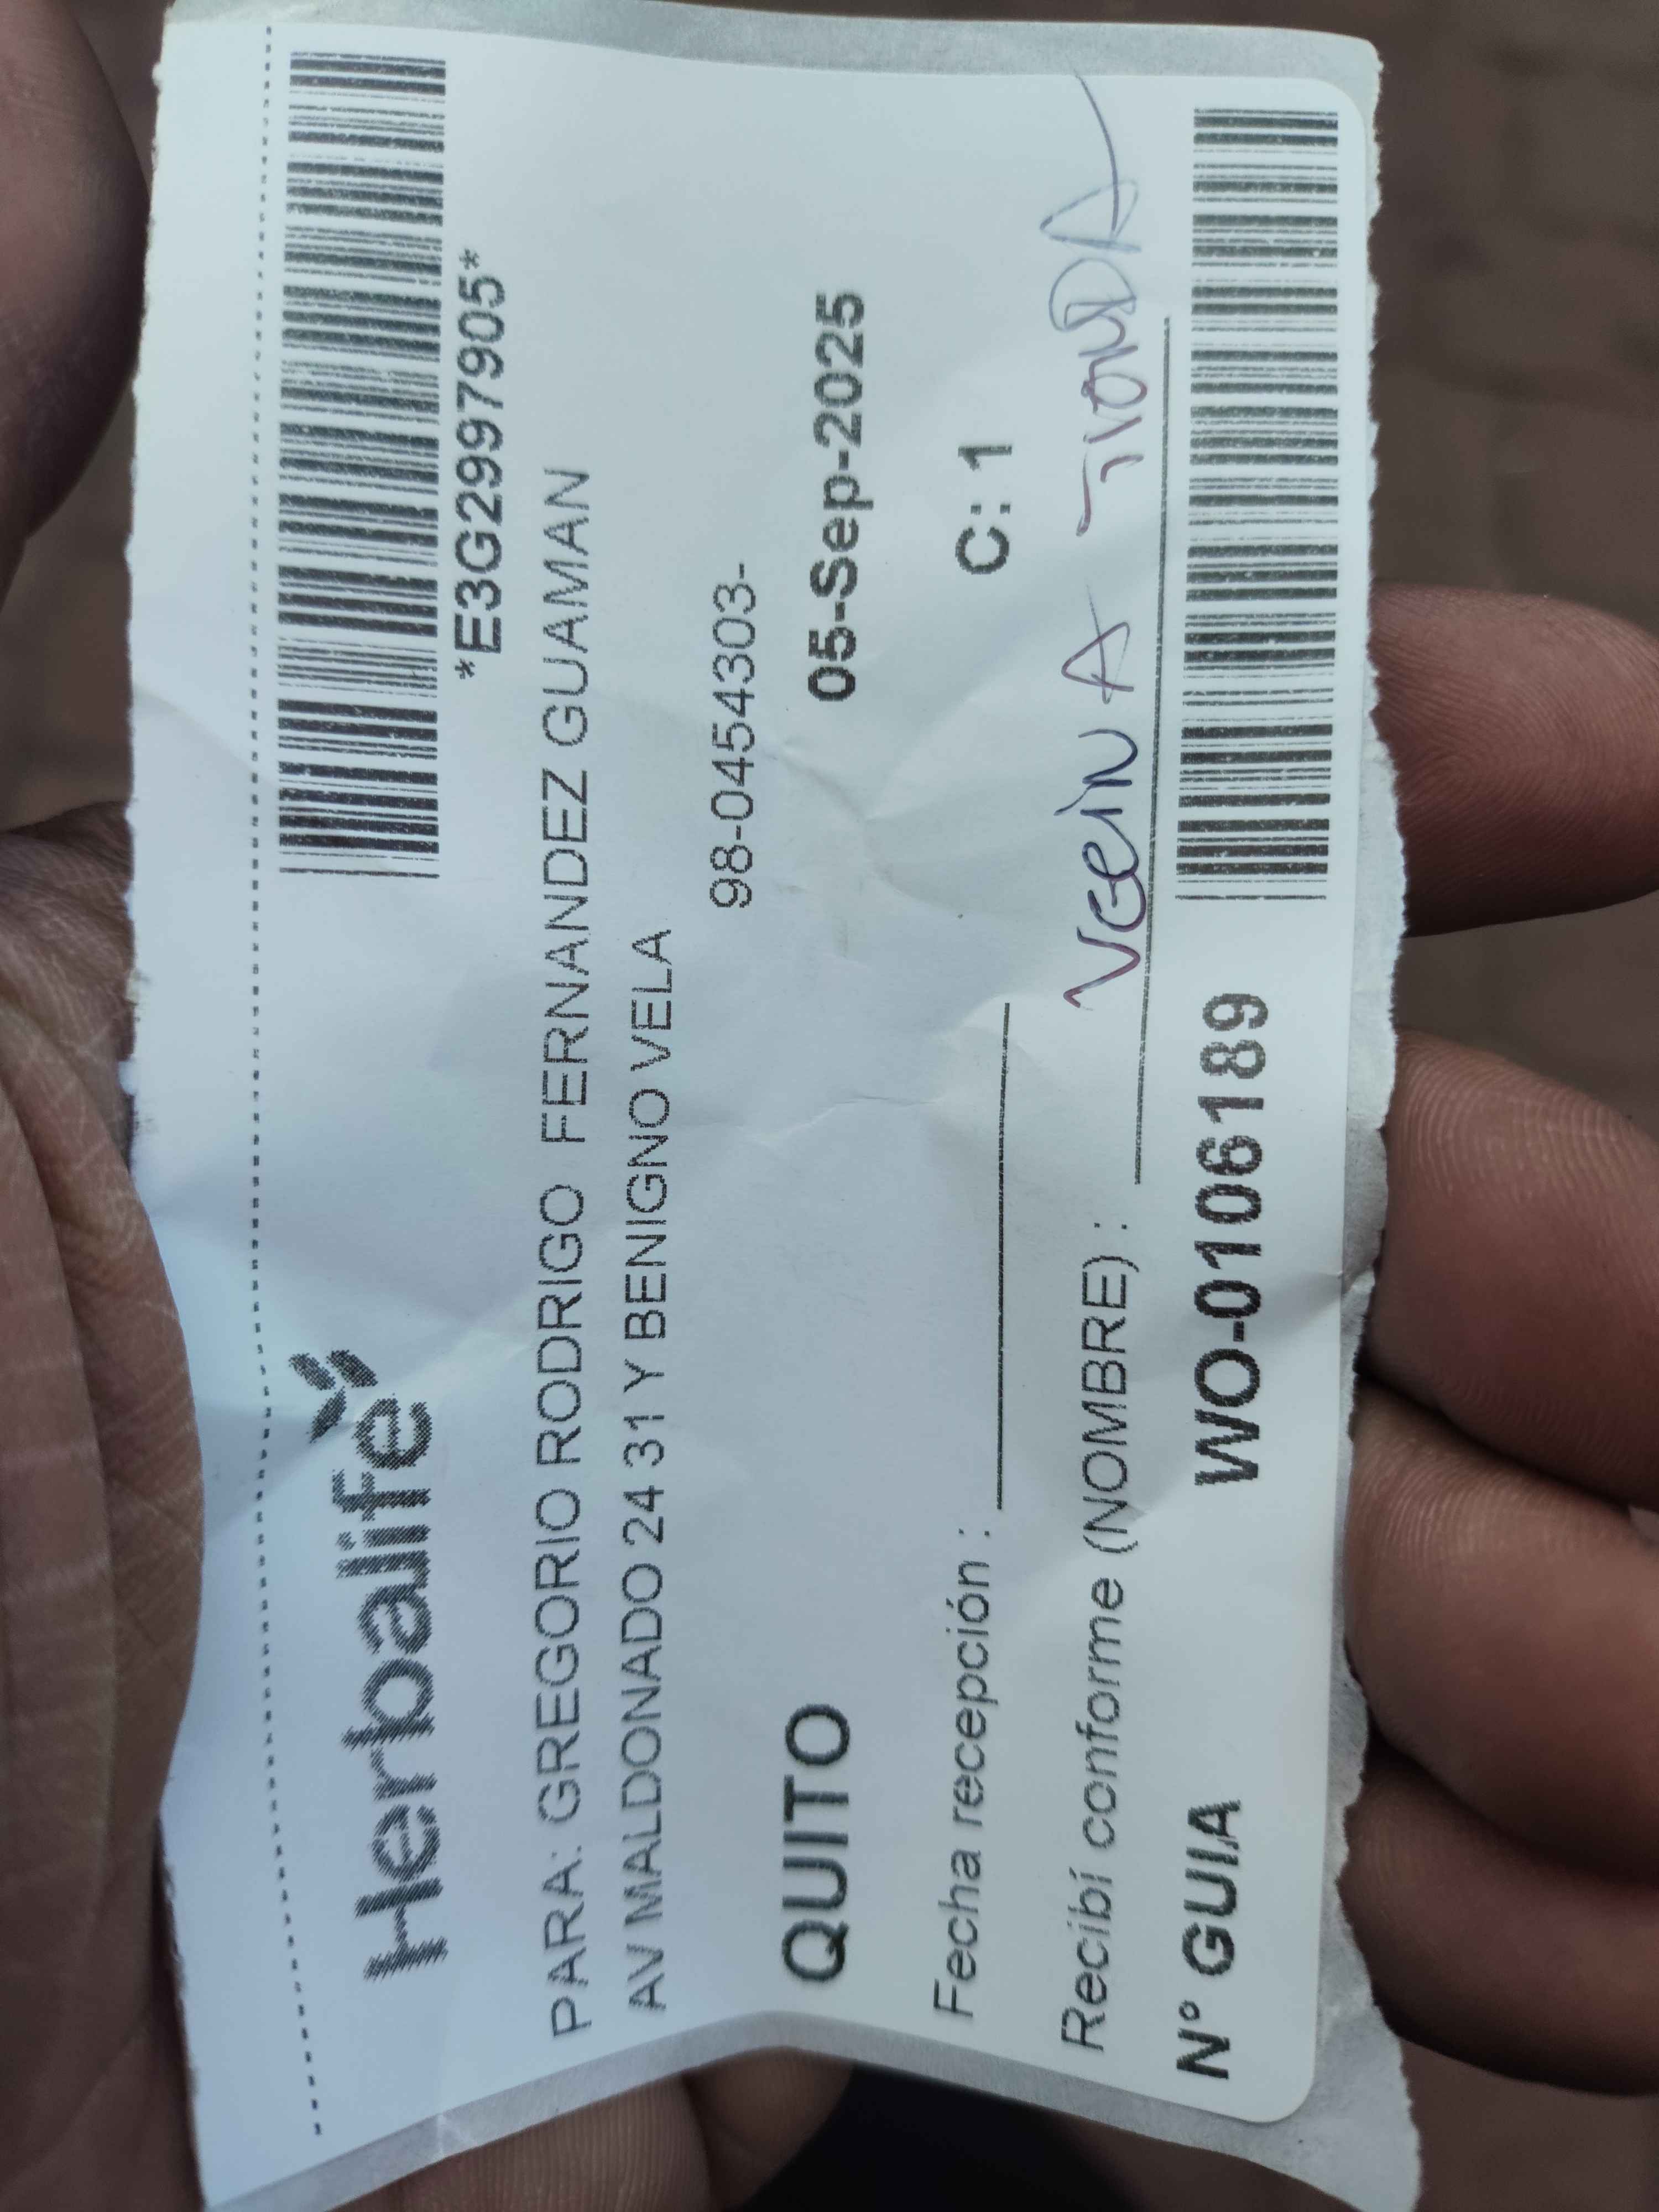 Herbalife
*E3G2997905*
PARA: GREGORIO RODRIGO FERNANDEZ GUAMAN
AV MALDONADO 24 31 Y BENIGNO VELA
98-0454303-
QUITO 05-Sep-2025
Fecha recepción : C: 1
Recibí conforme (NOMBRE) :
N° GUIA WO-0106189